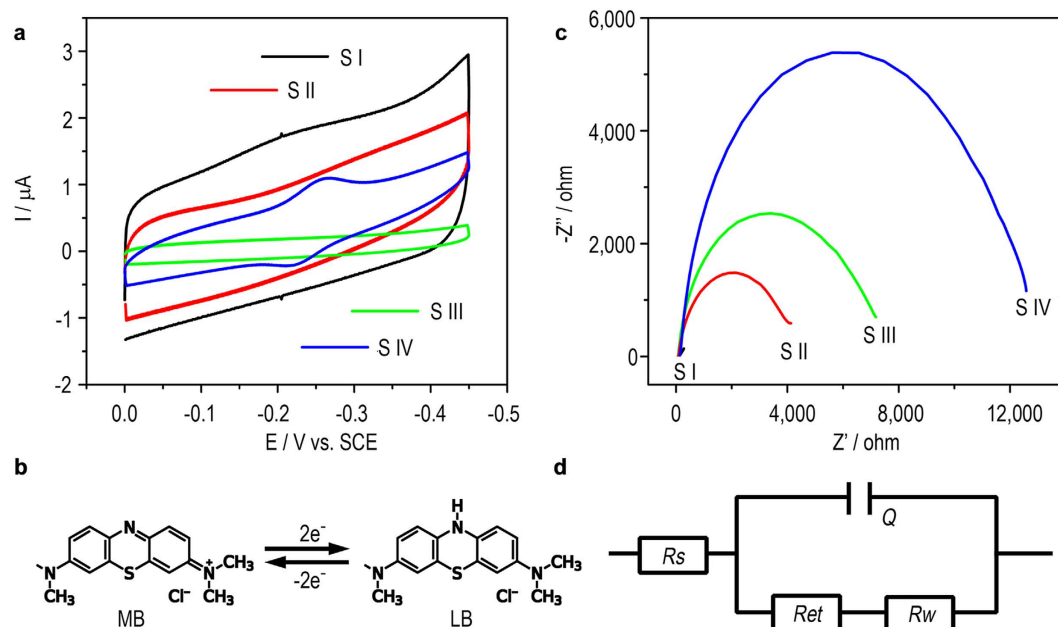 a
S I
S II
S III
S IV
3
2
1
0
-1
-2
I / μA
0.0 -0.1 -0.2 -0.3 -0.4 -0.5
E / V vs. SCE
c
6,000
4,000
2,000
0
-Z'' / ohm
S I
S II
S III
S IV
0 4,000 8,000 12,000
Z' / ohm
b
N
S
N
CH₃
N⁺
CH₃
CH₃
Cl⁻
MB
2e⁻
-2e⁻
H
N
S
N
CH₃
N
CH₃
CH₃
Cl⁻
LB
d
Q
Rs
Ret
Rw